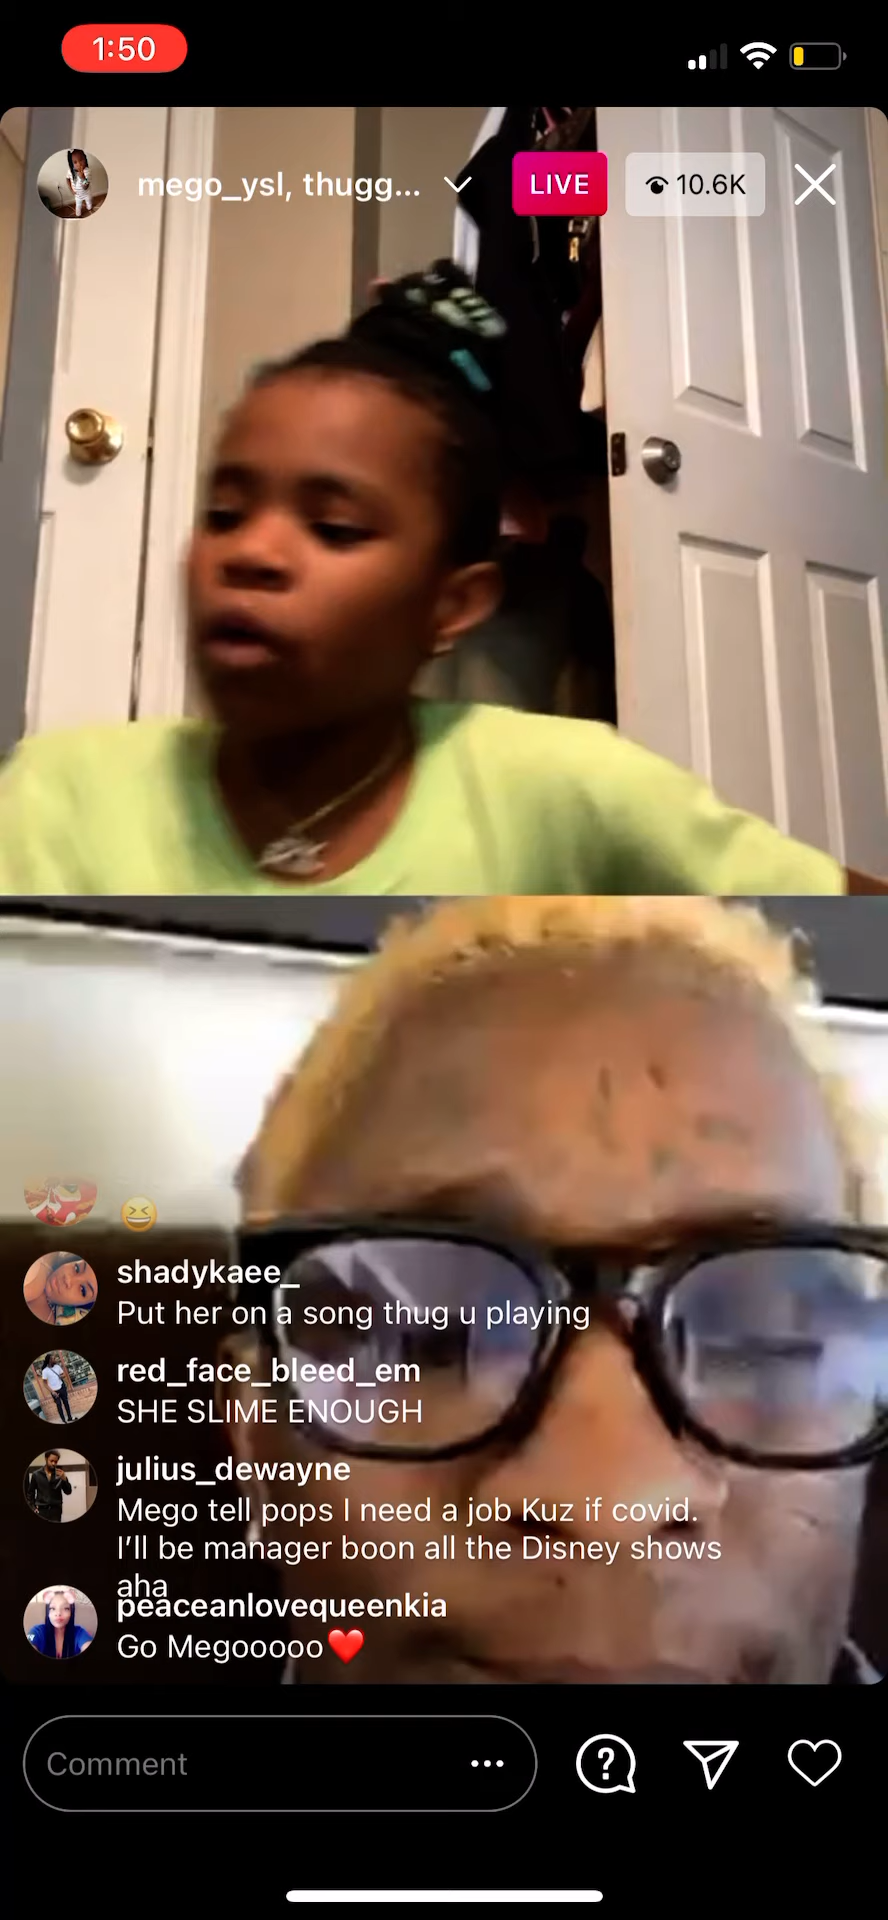 1:50
mego_ysl, thugg...
LIVE
10.6K
😆
shadykaee_
Put her on a song thug u playing
red_face_bleed_em
SHE SLIME ENOUGH
julius_dewayne
Mego tell pops I need a job Kuz if covid.
I’ll be manager boon all the Disney shows
aha
peaceanlovequeenkia
Go Megooooo❤️
Comment